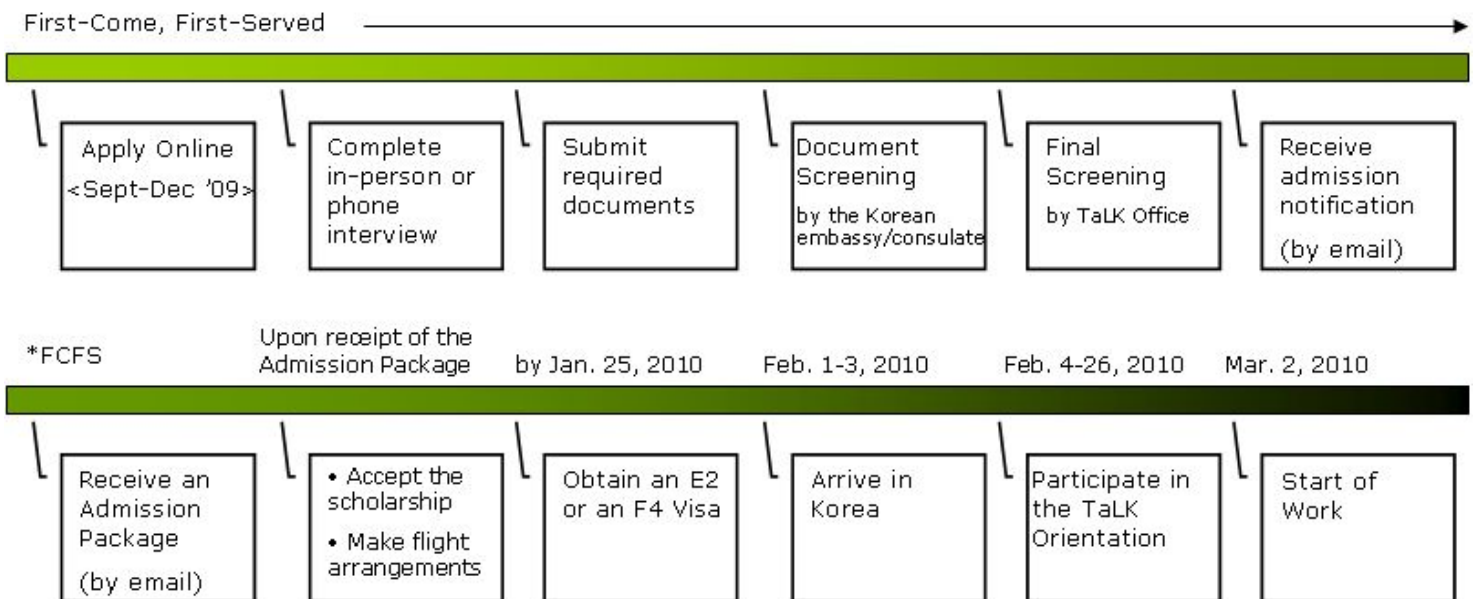 First-Come, First-Served
Apply Online
<Sept-Dec '09>
Complete
in-person or
phone
interview
Submit
required
documents
Document
Screening
by the Korean
embassy/consulate
Final
Screening
by TaLK Office
Receive
admission
notification
(by email)
*FCFS
Upon receipt of the
Admission Package
by Jan. 25, 2010
Feb. 1-3, 2010
Feb. 4-26, 2010
Mar. 2, 2010
Receive an
Admission
Package
(by email)
• Accept the
scholarship
• Make flight
arrangements
Obtain an E2
or an F4 Visa
Arrive in
Korea
Participate in
the TaLK
Orientation
Start of
Work